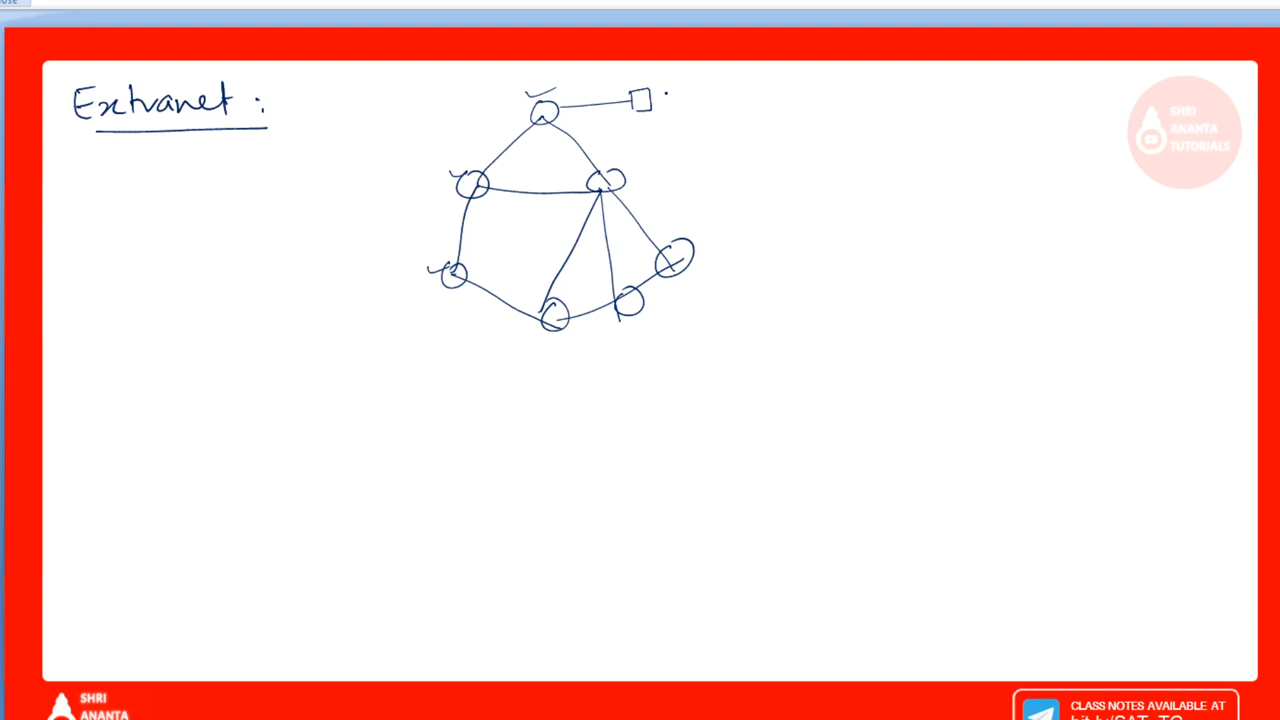 Extranet :
SHRI
ANANTA
TUTORIALS
SHRI
ANANTA
CLASS NOTES AVAILABLE AT